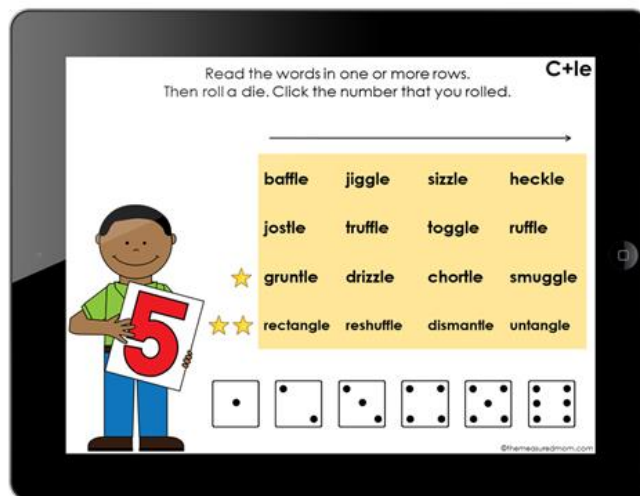 C+le
Read the words in one or more rows.
Then roll a die. Click the number that you rolled.
baffle jiggle sizzle heckle
jostle truffle toggle ruffle
gruntle drizzle chortle smuggle
rectangle reshuffle dismantle untangle
5
©themeasuredmom.com